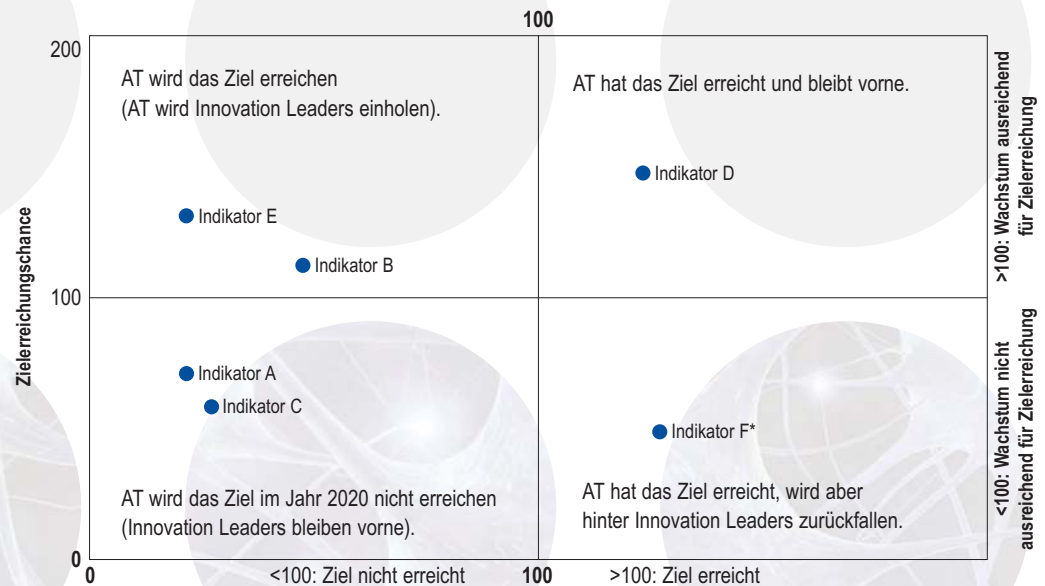 100
200
AT wird das Ziel erreichen
(AT wird Innovation Leaders einholen).
AT hat das Ziel erreicht und bleibt vorne.
Indikator D
Indikator E
Indikator B
>100: Wachstum ausreichend
für Zielerreichung
Zielerreichungschance
100
Indikator A
Indikator C
Indikator F*
AT wird das Ziel im Jahr 2020 nicht erreichen
(Innovation Leaders bleiben vorne).
AT hat das Ziel erreicht, wird aber
hinter Innovation Leaders zurückfallen.
<100: Wachstum nicht
ausreichend für Zielerreichung
0
0
<100: Ziel nicht erreicht
100
>100: Ziel erreicht